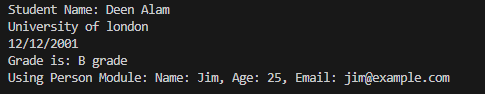 Student Name: Deen Alam
University of london
12/12/2001
Grade is: B grade
Using Person Module: Name: Jim, Age: 25, Email: jim@example.com